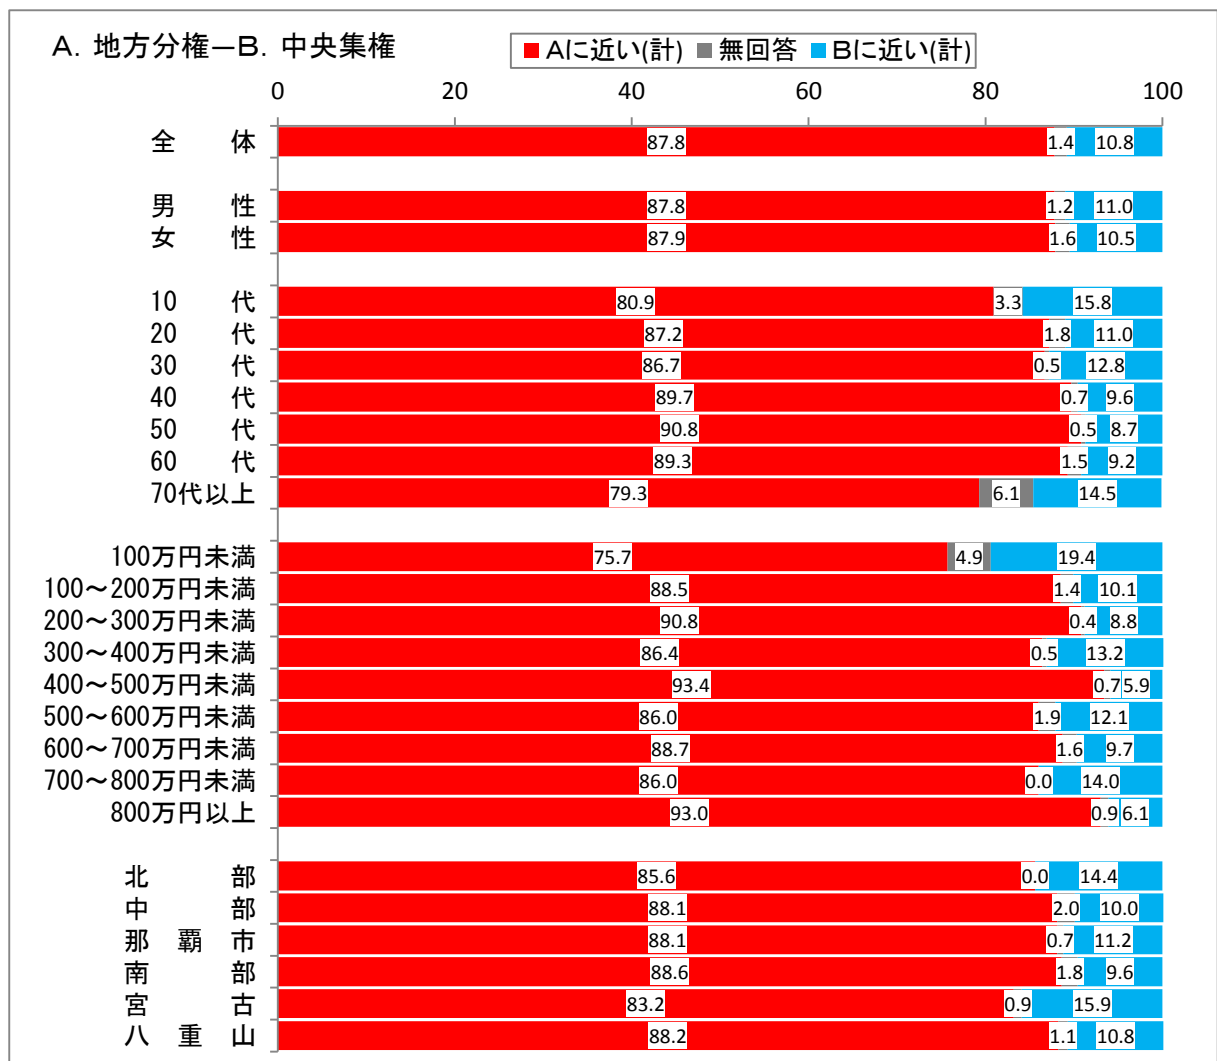 A. 地方分権―B. 中央集権
Aに近い(計) 無回答 Bに近い(計)
0 20 40 60 80 100
全 体 87.8 1.4 10.8
男 性 87.8 1.2 11.0
女 性 87.9 1.6 10.5
10 代 80.9 3.3 15.8
20 代 87.2 1.8 11.0
30 代 86.7 0.5 12.8
40 代 89.7 0.7 9.6
50 代 90.8 0.5 8.7
60 代 89.3 1.5 9.2
70代以上 79.3 6.1 14.5
100万円未満 75.7 4.9 19.4
100～200万円未満 88.5 1.4 10.1
200～300万円未満 90.8 0.4 8.8
300～400万円未満 86.4 0.5 13.2
400～500万円未満 93.4 0.7 5.9
500～600万円未満 86.0 1.9 12.1
600～700万円未満 88.7 1.6 9.7
700～800万円未満 86.0 0.0 14.0
800万円以上 93.0 0.9 6.1
北 部 85.6 0.0 14.4
中 部 88.1 2.0 10.0
那 覇 市 88.1 0.7 11.2
南 部 88.6 1.8 9.6
宮 古 83.2 0.9 15.9
八 重 山 88.2 1.1 10.8